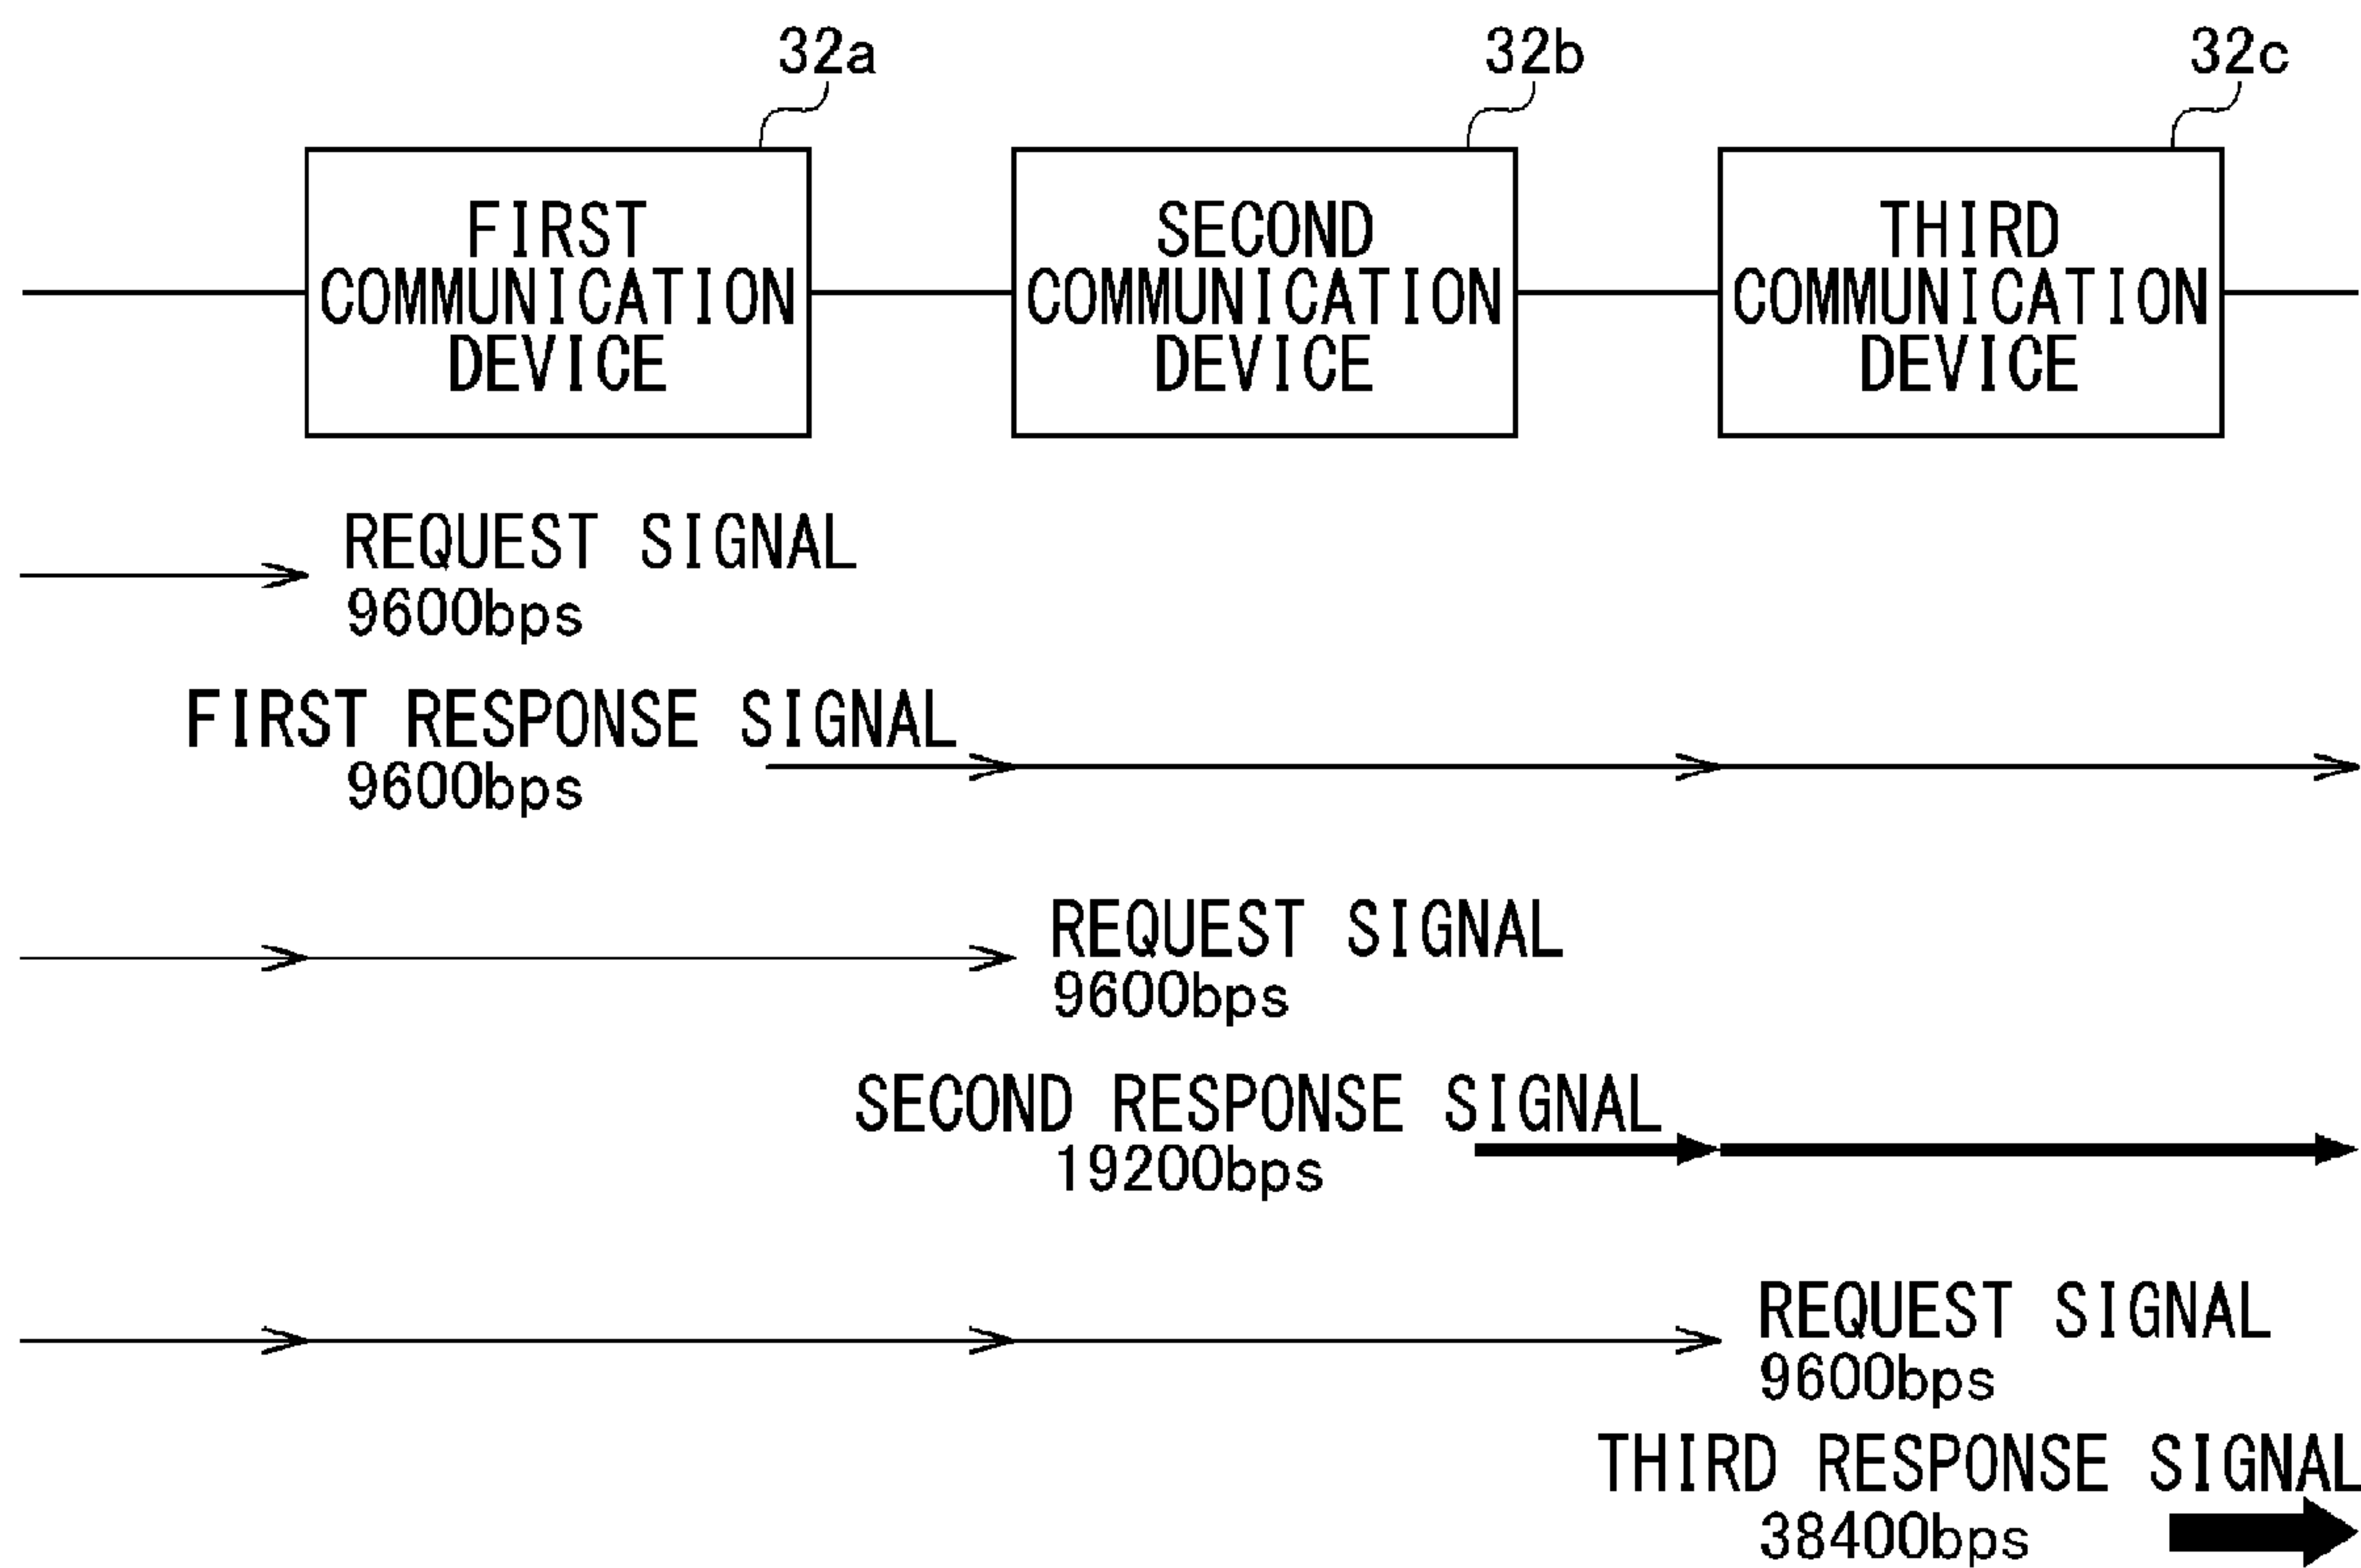 32a
32b
32c
FIRST
COMMUNICATION
DEVICE
SECOND
COMMUNICATION
DEVICE
THIRD
COMMUNICATION
DEVICE
REQUEST SIGNAL
9600bps
FIRST RESPONSE SIGNAL
9600bps
REQUEST SIGNAL
9600bps
SECOND RESPONSE SIGNAL
19200bps
REQUEST SIGNAL
9600bps
THIRD RESPONSE SIGNAL
38400bps